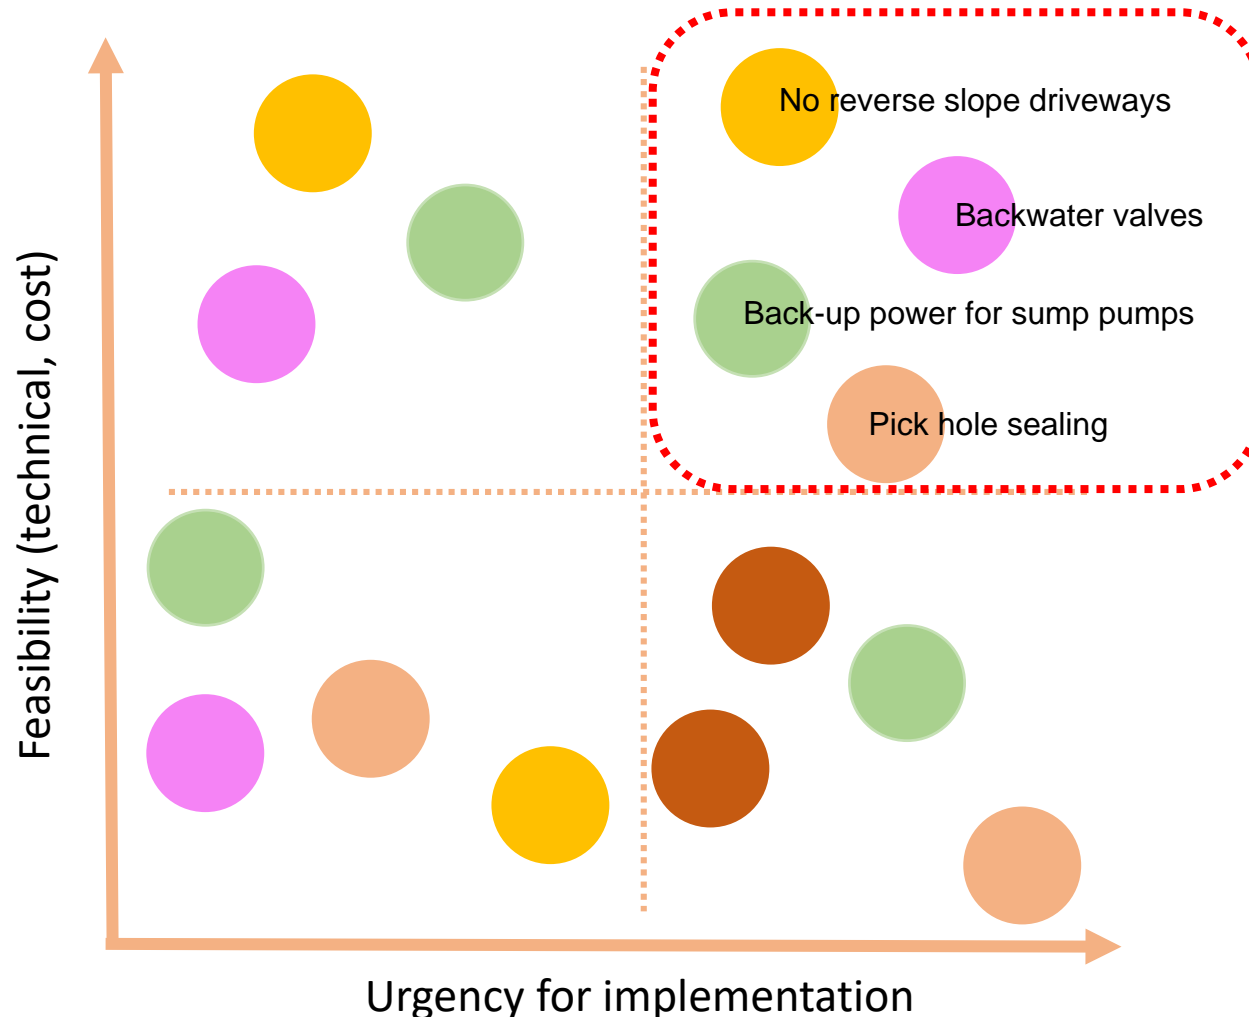 No reverse slope driveways
Backwater valves
Back-up power for sump pumps
Pick hole sealing
Feasibility (technical, cost)
Urgency for implementation